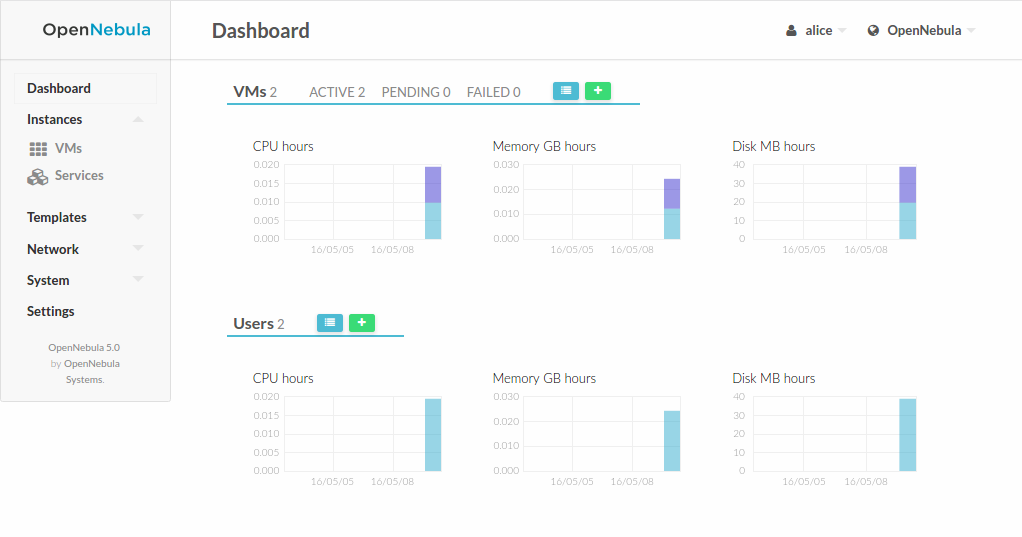 OpenNebula
Dashboard
alice
OpenNebula
Dashboard
Instances
VMs
Services
Templates
Network
System
Settings
OpenNebula 5.0
by OpenNebula
Systems.
VMs 2 ACTIVE 2 PENDING 0 FAILED 0
CPU hours
0.020
0.015
0.010
0.005
0.000
16/05/05 16/05/08
Memory GB hours
0.030
0.020
0.010
0.000
16/05/05 16/05/08
Disk MB hours
40
30
20
10
0
16/05/05 16/05/08
Users 2
CPU hours
0.020
0.015
0.010
0.005
0.000
16/05/05 16/05/08
Memory GB hours
0.030
0.020
0.010
0.000
16/05/05 16/05/08
Disk MB hours
40
30
20
10
0
16/05/05 16/05/08